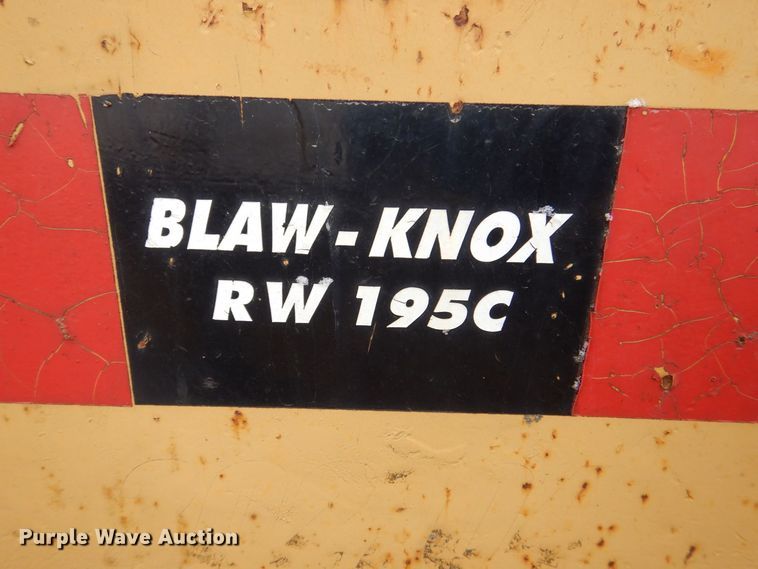 BLAW-KNOX
RW 195C
Purple Wave Auction